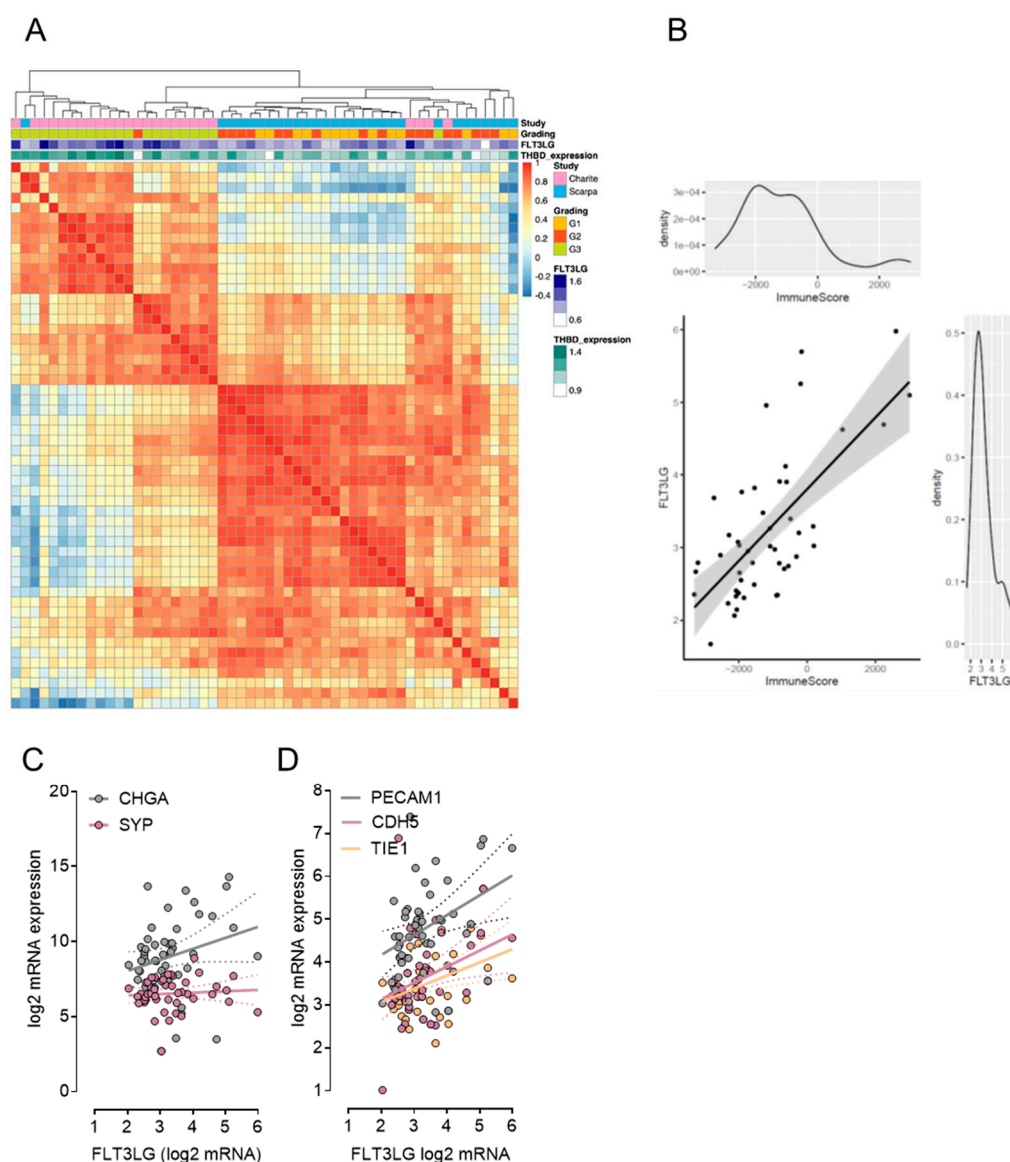 A
B
Study
Grading
FLT3LG
THBD_expression
1
0.8
0.6
0.4
0.2
0
-0.2
-0.4
Study
Charite
Scarpa
Grading
G1
G2
G3
FLT3LG
1.6
0.6
THBD_expression
1.4
0.9
3e−04
2e−04
1e−04
0e+00
density
−2000 0 2000
ImmuneScore
6
5
4
3
2
FLT3LG
−2000 0 2000
ImmuneScore
0.5
0.4
0.3
0.2
0.1
0.0
density
2 3 4 5
FLT3LG
C
20
15
10
5
0
log2 mRNA expression
CHGA
SYP
1 2 3 4 5 6
FLT3LG (log2 mRNA)
D
8
7
6
5
4
3
2
1
log2 mRNA expression
PECAM1
CDH5
TIE1
1 2 3 4 5 6
FLT3LG log2 mRNA